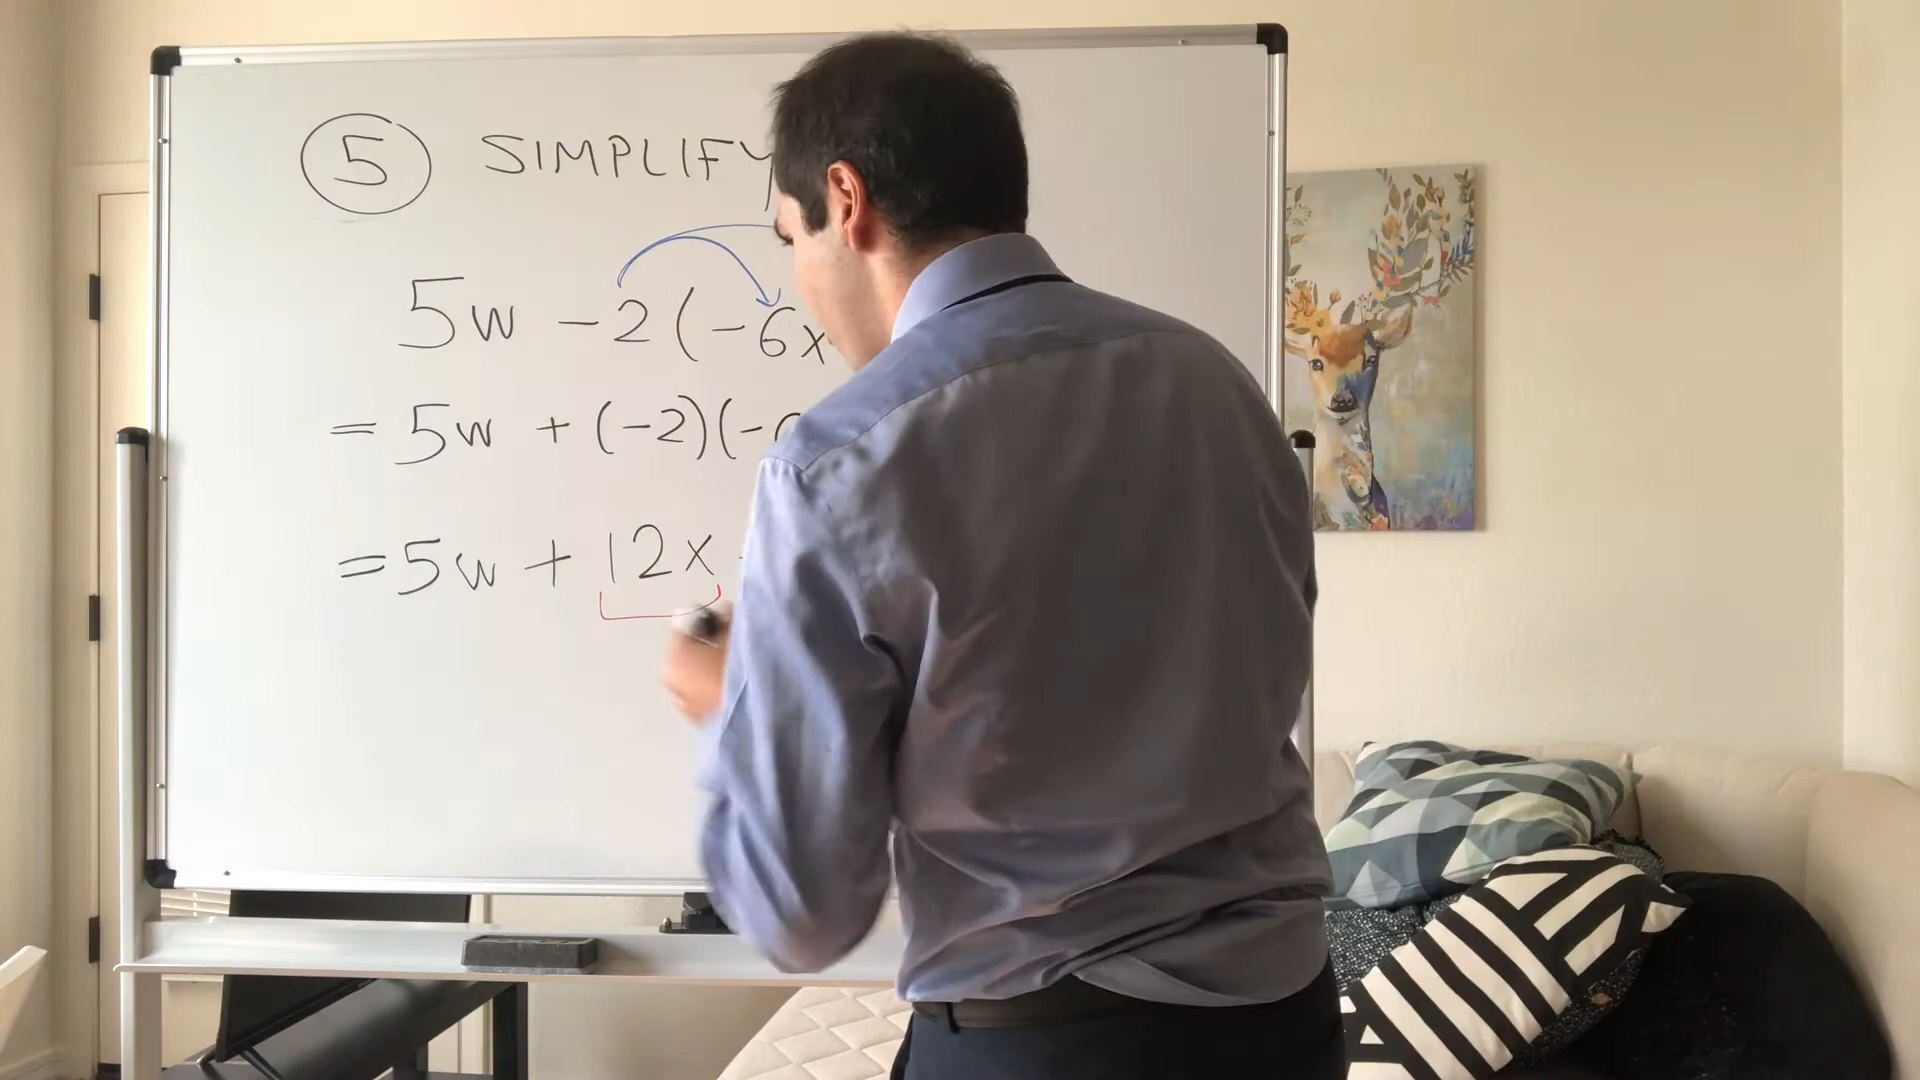 5 SIMPLIFY
5w - 2(-6x
= 5w + (-2)(-
= 5w + 12x